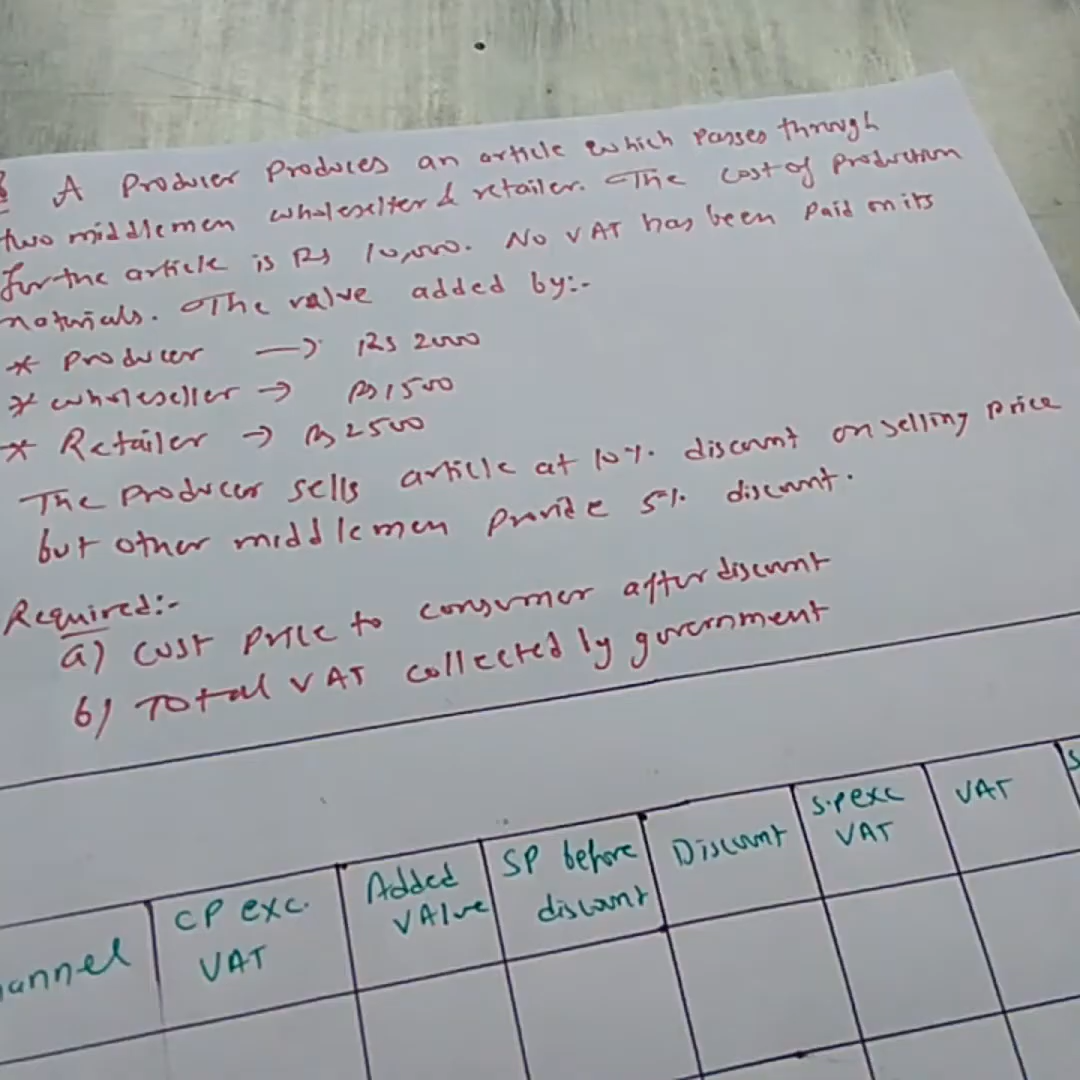 A Producer Produces an article which passes through
two middlemen wholeseller & retailer. The cost of production
for the article is Rs 10,000. No VAT has been paid on its
materials. The value added by:-
* Producer → Rs 2000
* wholeseller → Rs 1500
* Retailer → Rs 2500
The Producer sells article at 10% discount on selling price
but other middlemen provide 5% discount.
Required:-
a) Cost price to consumer after discount
b) Total VAT collected by government
CP exc. VAT
Added VAlue
SP before discount
Discount
S.P exc VAT
VAT